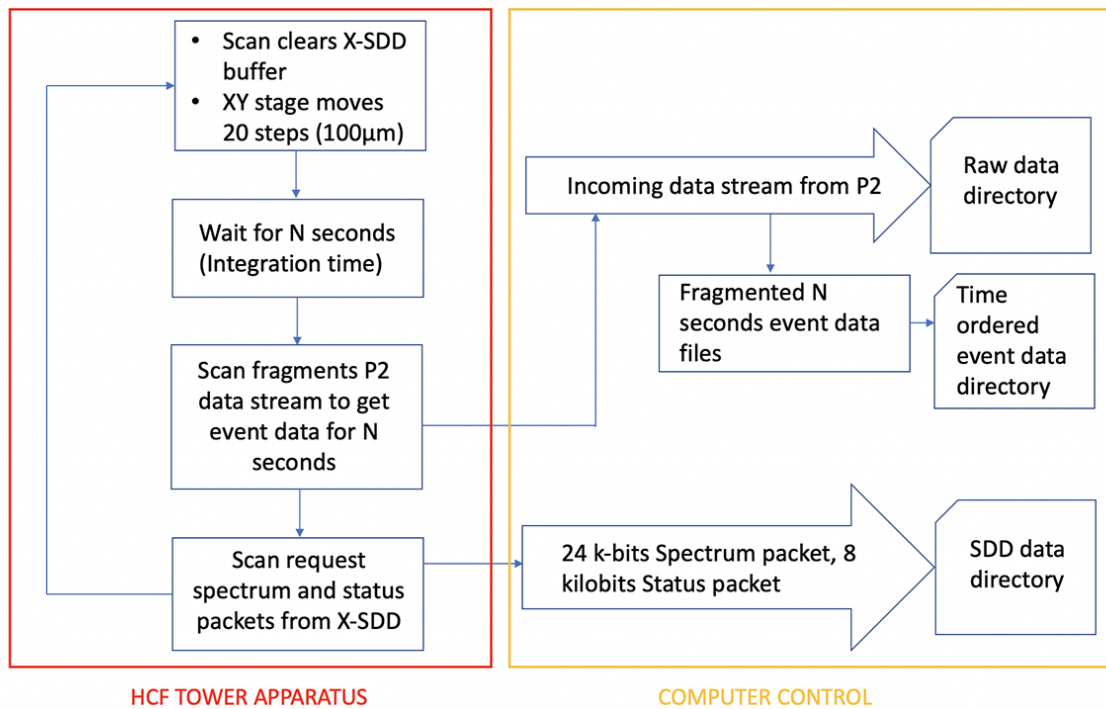 • Scan clears X-SDD
buffer
• XY stage moves
20 steps (100µm)
Wait for N seconds
(Integration time)
Scan fragments P2
data stream to get
event data for N
seconds
Scan request
spectrum and status
packets from X-SDD
HCF TOWER APPARATUS
Incoming data stream from P2
Raw data
directory
Fragmented N
seconds event data
files
Time
ordered
event data
directory
24 k-bits Spectrum packet, 8
kilobits Status packet
SDD data
directory
COMPUTER CONTROL